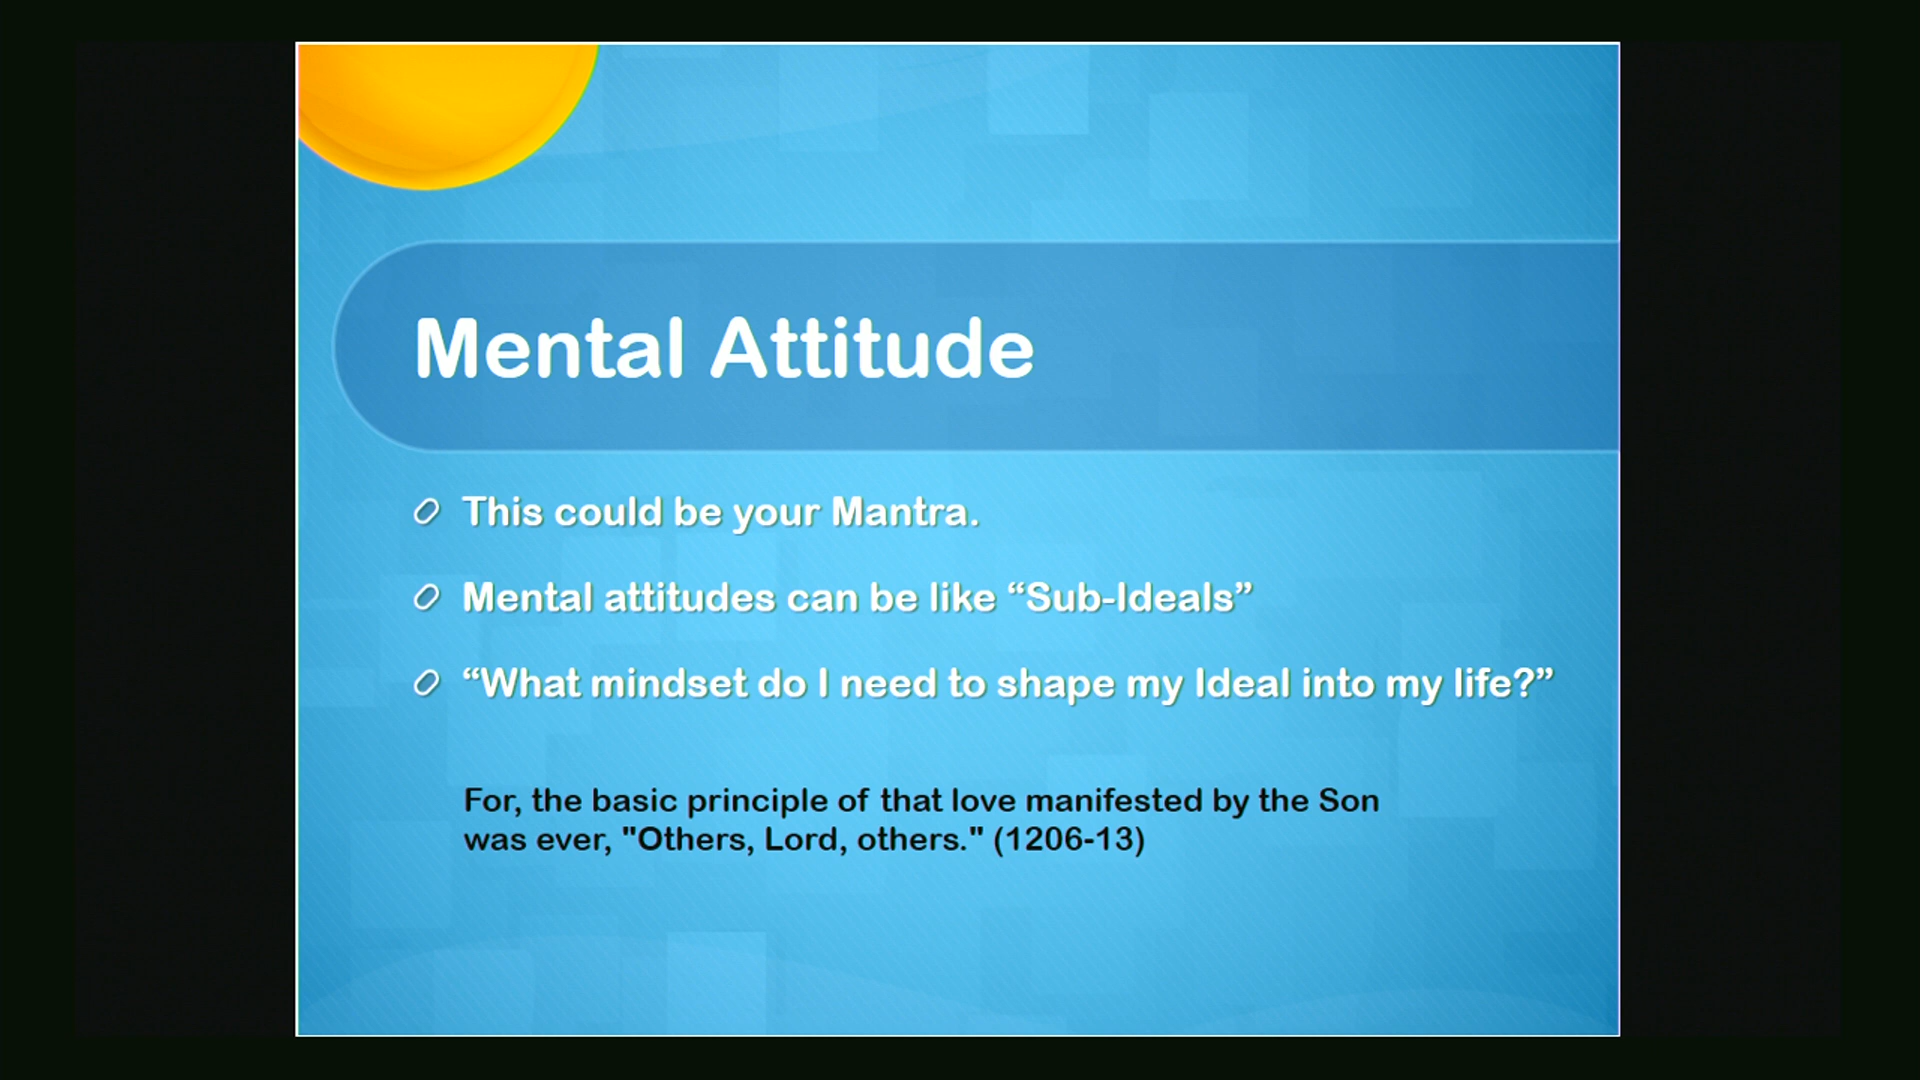 Mental Attitude
This could be your Mantra.
Mental attitudes can be like “Sub-Ideals”
“What mindset do I need to shape my Ideal into my life?”
For, the basic principle of that love manifested by the Son
was ever, "Others, Lord, others." (1206-13)